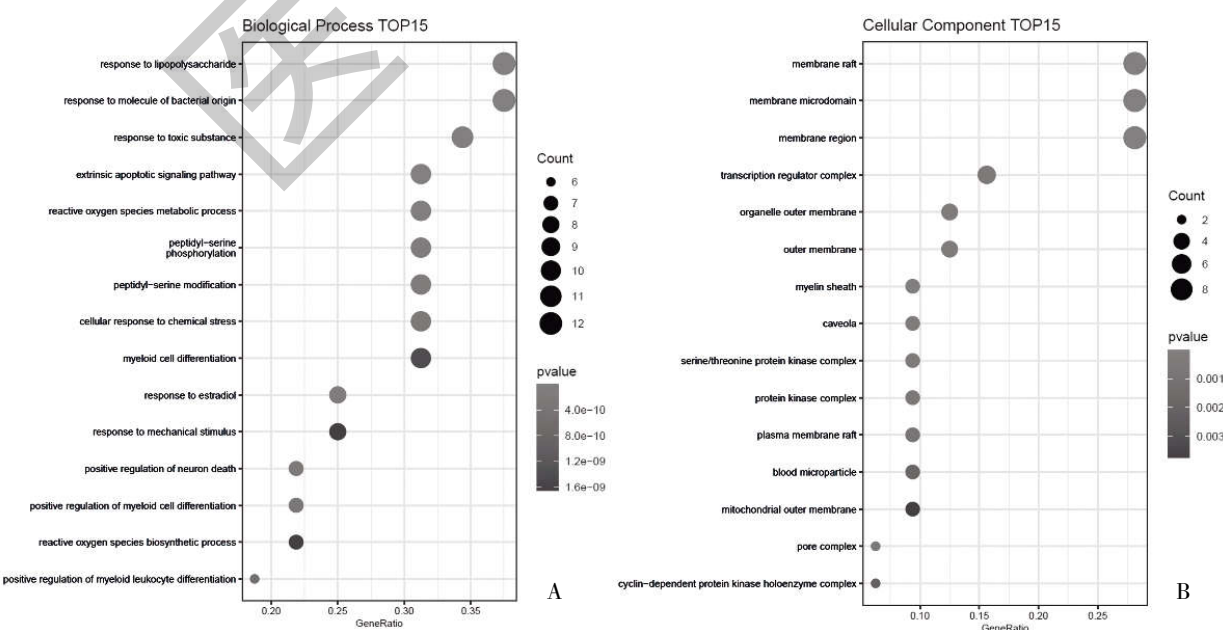 Biological Process TOP15
response to lipopolysaccharide
response to molecule of bacterial origin
response to toxic substance
extrinsic apoptotic signaling pathway
reactive oxygen species metabolic process
peptidyl-serine
phosphorylation
peptidyl-serine modification
cellular response to chemical stress
myeloid cell differentiation
response to estradiol
response to mechanical stimulus
positive regulation of neuron death
positive regulation of myeloid cell differentiation
reactive oxygen species biosynthetic process
positive regulation of myeloid leukocyte differentiation
0.20 0.25 0.30 0.35
GeneRatio
Count
6
7
8
9
10
11
12
pvalue
4.0e-10
8.0e-10
1.2e-09
1.6e-09
A
Cellular Component TOP15
membrane raft
membrane microdomain
membrane region
transcription regulator complex
organelle outer membrane
outer membrane
myelin sheath
caveola
serine/threonine protein kinase complex
protein kinase complex
plasma membrane raft
blood microparticle
mitochondrial outer membrane
pore complex
cyclin-dependent protein kinase holoenzyme complex
0.10 0.15 0.20 0.25
GeneRatio
Count
2
4
6
8
pvalue
0.001
0.002
0.003
B
医